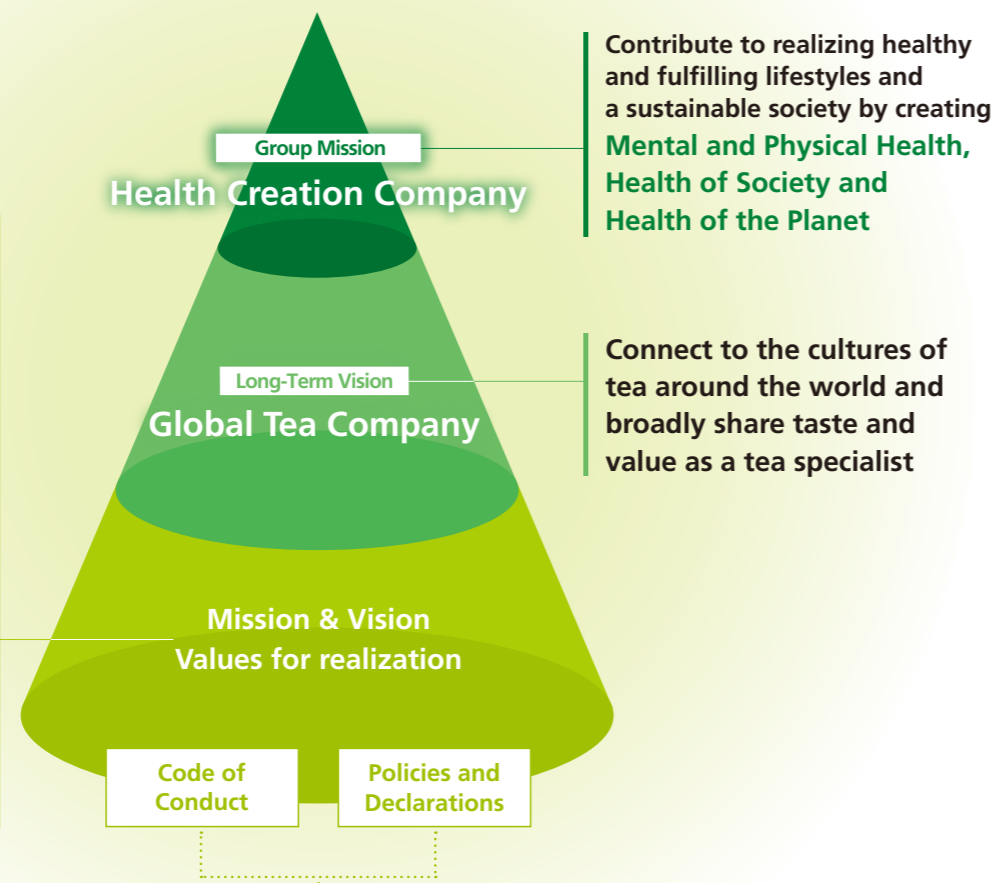 Group Mission
Health Creation Company
Contribute to realizing healthy
and fulfilling lifestyles and
a sustainable society by creating
Mental and Physical Health,
Health of Society and
Health of the Planet
Long-Term Vision
Global Tea Company
Connect to the cultures of
tea around the world and
broadly share taste and
value as a tea specialist
Mission & Vision
Values for realization
Code of
Conduct
Policies and
Declarations